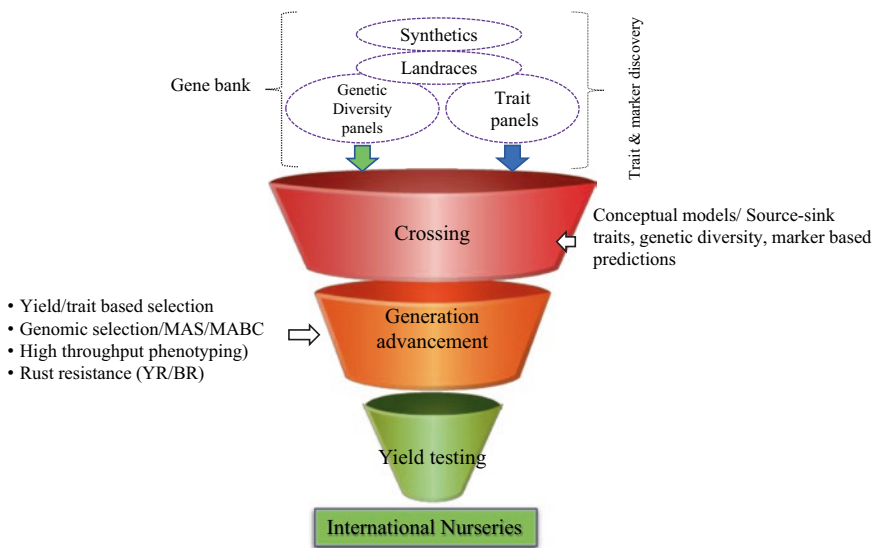 Synthetics
Landraces
Gene bank
Genetic
Diversity
panels
Trait
panels
Trait & marker discovery
Crossing
Conceptual models/ Source-sink
traits, genetic diversity, marker based
predictions
• Yield/trait based selection
• Genomic selection/MAS/MABC
• High throughput phenotyping)
• Rust resistance (YR/BR)
Generation
advancement
Yield testing
International Nurseries